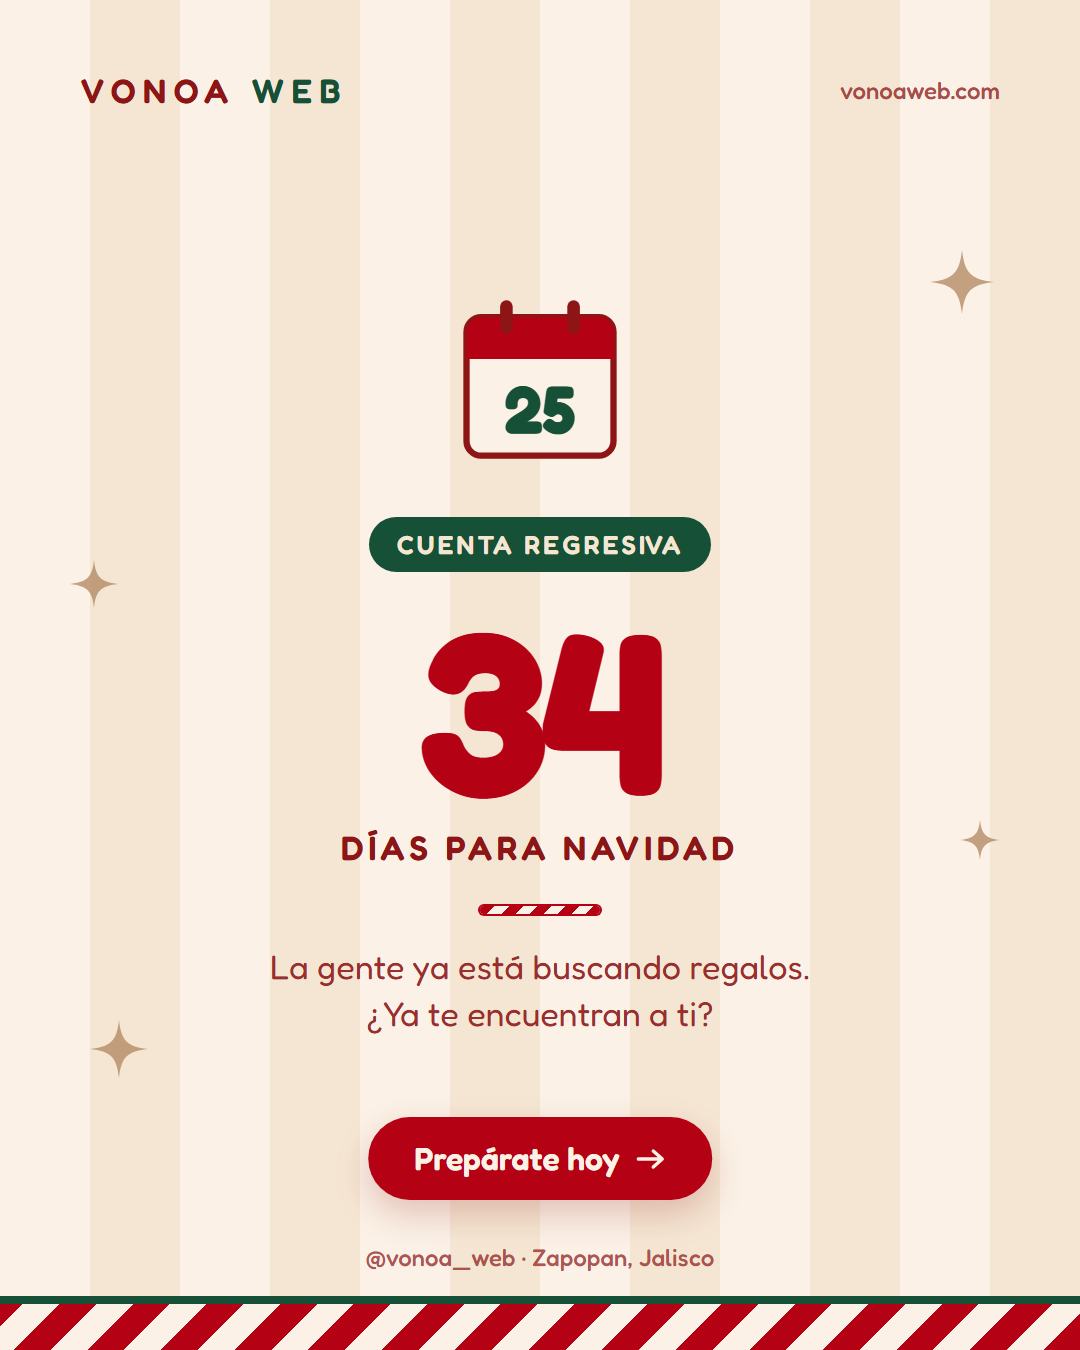 VONOA WEB
vonoaweb.com
25
CUENTA REGRESIVA
34
DÍAS PARA NAVIDAD
La gente ya está buscando regalos.
¿Ya te encuentran a ti?
Prepárate hoy →
@vonoa__web · Zapopan, Jalisco